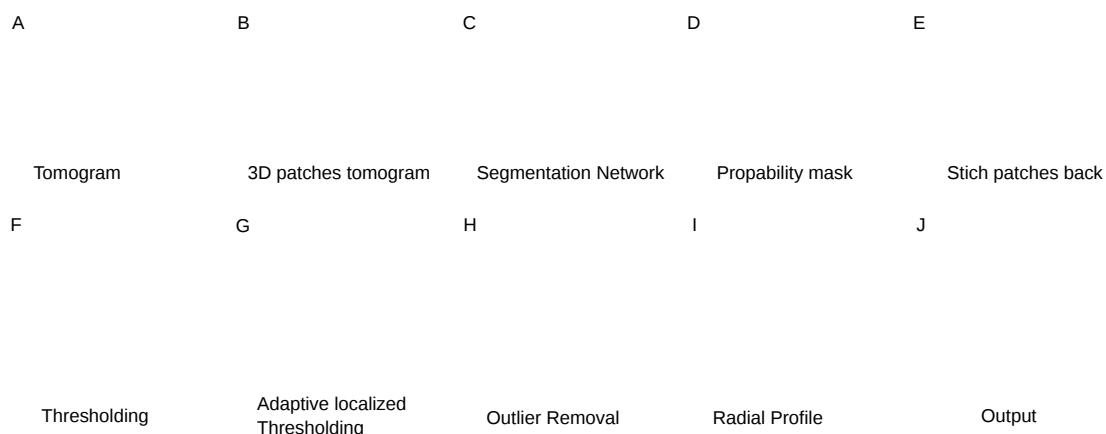 A
B
C
D
E
Tomogram
3D patches tomogram
Segmentation Network
Propability mask
Stich patches back
F
G
H
I
J
Thresholding
Adaptive localized
Thresholding
Outlier Removal
Radial Profile
Output